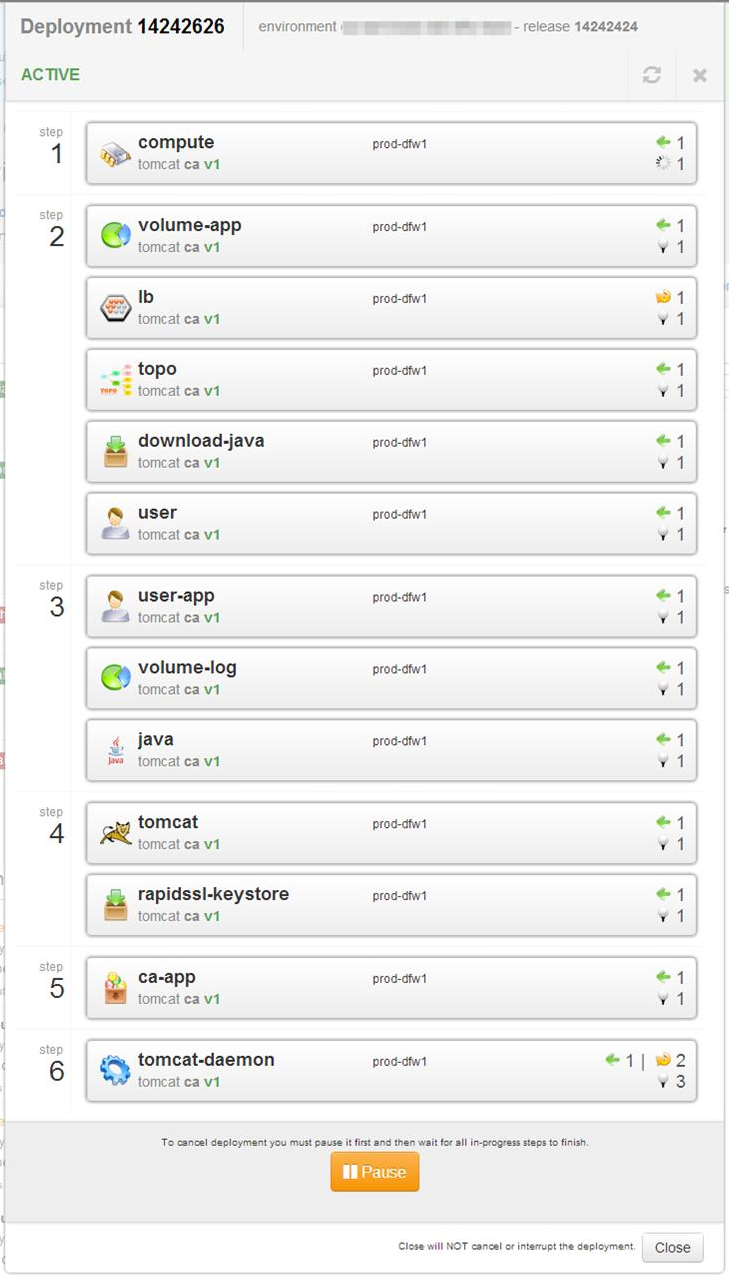 Deployment 14242626 environment - release 14242424
ACTIVE
step
1
compute prod-dfw1 1
tomcat ca v1 1
step
2
volume-app prod-dfw1 1
tomcat ca v1 1
lb prod-dfw1 1
tomcat ca v1 1
topo prod-dfw1 1
TOPO tomcat ca v1 1
download-java prod-dfw1 1
tomcat ca v1 1
user prod-dfw1 1
tomcat ca v1 1
step
3
user-app prod-dfw1 1
tomcat ca v1 1
volume-log prod-dfw1 1
tomcat ca v1 1
java prod-dfw1 1
Java tomcat ca v1 1
step
4
tomcat prod-dfw1 1
tomcat ca v1 1
rapidssl-keystore prod-dfw1 1
tomcat ca v1 1
step
5
ca-app prod-dfw1 1
tomcat ca v1 1
step
6
tomcat-daemon prod-dfw1 1 | 2
tomcat ca v1 3
To cancel deployment you must pause it first and then wait for all in-progress steps to finish.
Pause
Close will NOT cancel or interrupt the deployment. Close